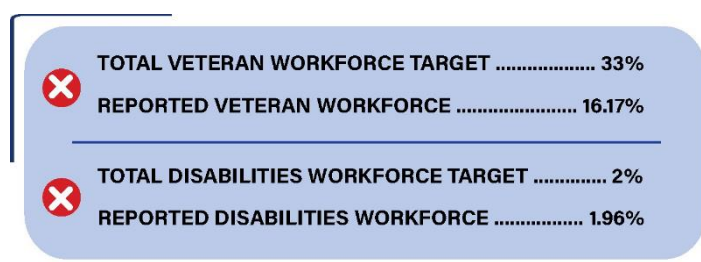 TOTAL VETERAN WORKFORCE TARGET ................... 33%
REPORTED VETERAN WORKFORCE ....................... 16.17%
TOTAL DISABILITIES WORKFORCE TARGET .............. 2%
REPORTED DISABILITIES WORKFORCE ................. 1.96%